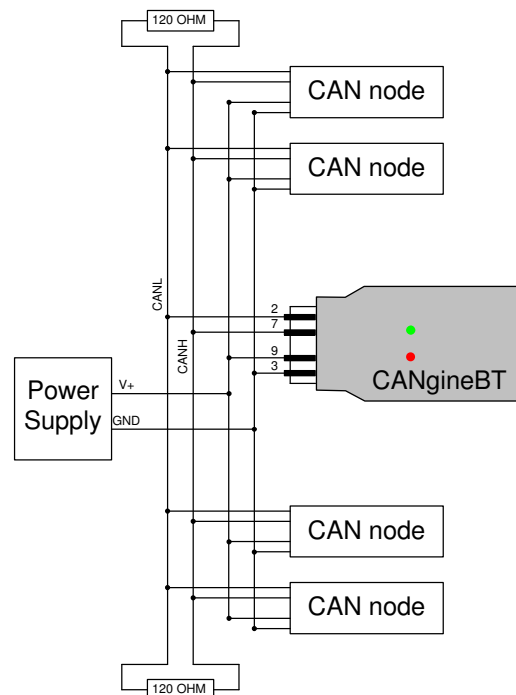 120 OHM
CAN node
CAN node
CANL
CANH
2
7
9
3
CANgineBT
Power
Supply
V+
GND
CAN node
CAN node
120 OHM